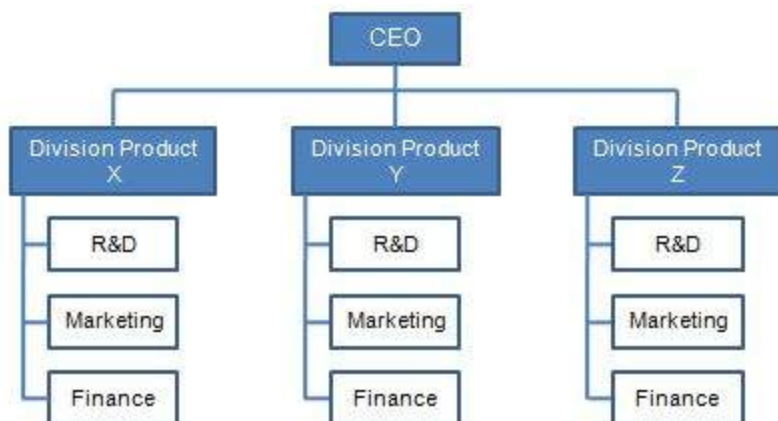 CEO
Division Product
X
Division Product
Y
Division Product
Z
R&D
R&D
R&D
Marketing
Marketing
Marketing
Finance
Finance
Finance